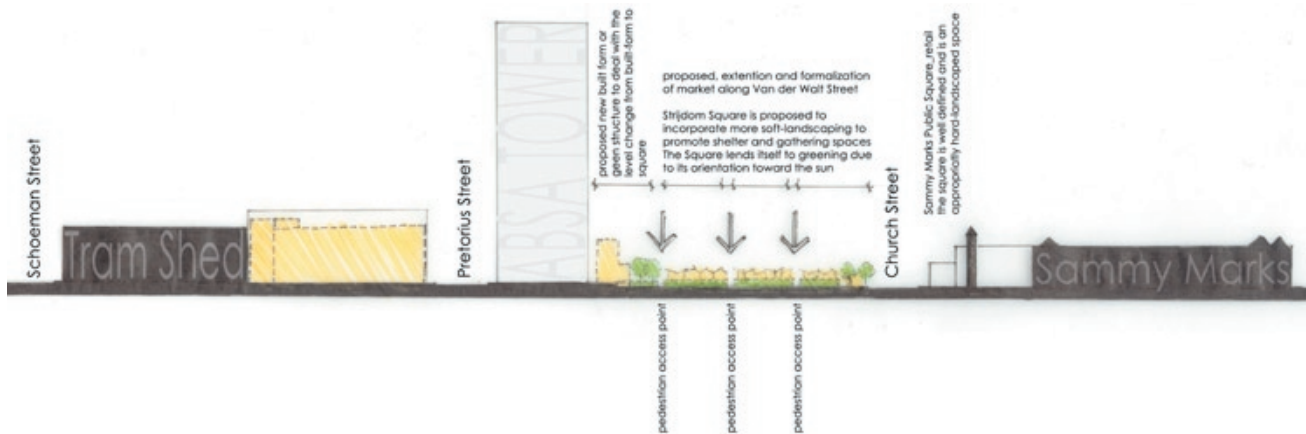 Schoeman Street
Tram Shed
Pretorius Street
ABSA TOWER
proposed new built form or
geen structure to deal with the
level change from built-form to
square
proposed, extention and formalization
of market along Van der Walt Street
Strijdom Square is proposed to
incorporate more soft-landscaping to
promote shelter and gathering spaces
The Square lends itself to greening due
to its orientation toward the sun
pedestrian access point
pedestrian access point
pedestrian access point
Church Street
Sammy Marks Public Square_retail
the square is well defined and is an
appropriatly hard-landscaped space
Sammy Marks